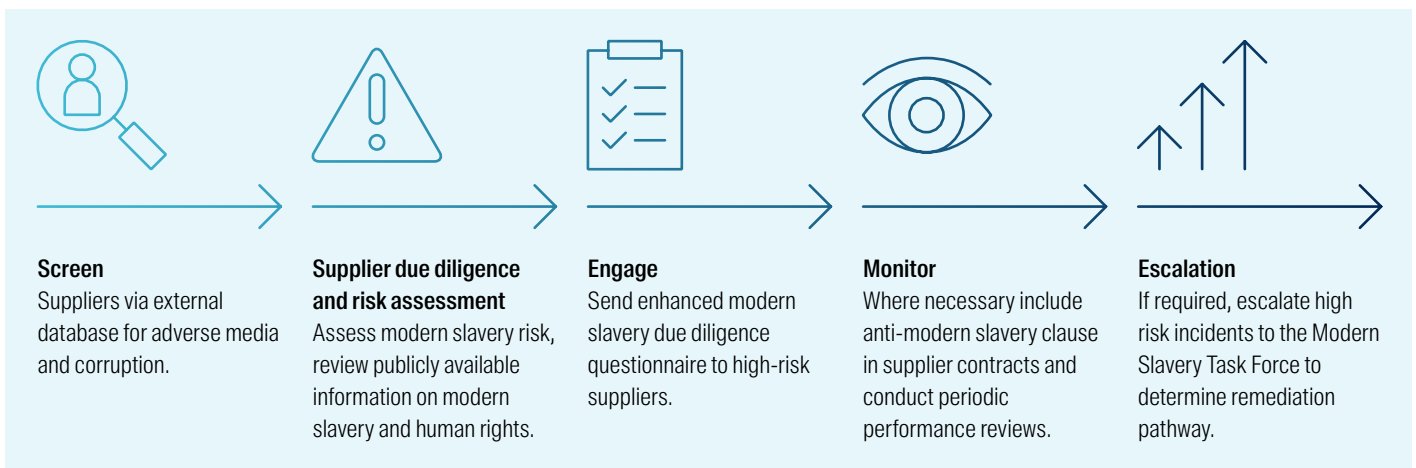 Screen
Suppliers via external
database for adverse media
and corruption.
Supplier due diligence
and risk assessment
Assess modern slavery risk,
review publicly available
information on modern
slavery and human rights.
Engage
Send enhanced modern
slavery due diligence
questionnaire to high-risk
suppliers.
Monitor
Where necessary include
anti-modern slavery clause
in supplier contracts and
conduct periodic
performance reviews.
Escalation
If required, escalate high
risk incidents to the Modern
Slavery Task Force to
determine remediation
pathway.